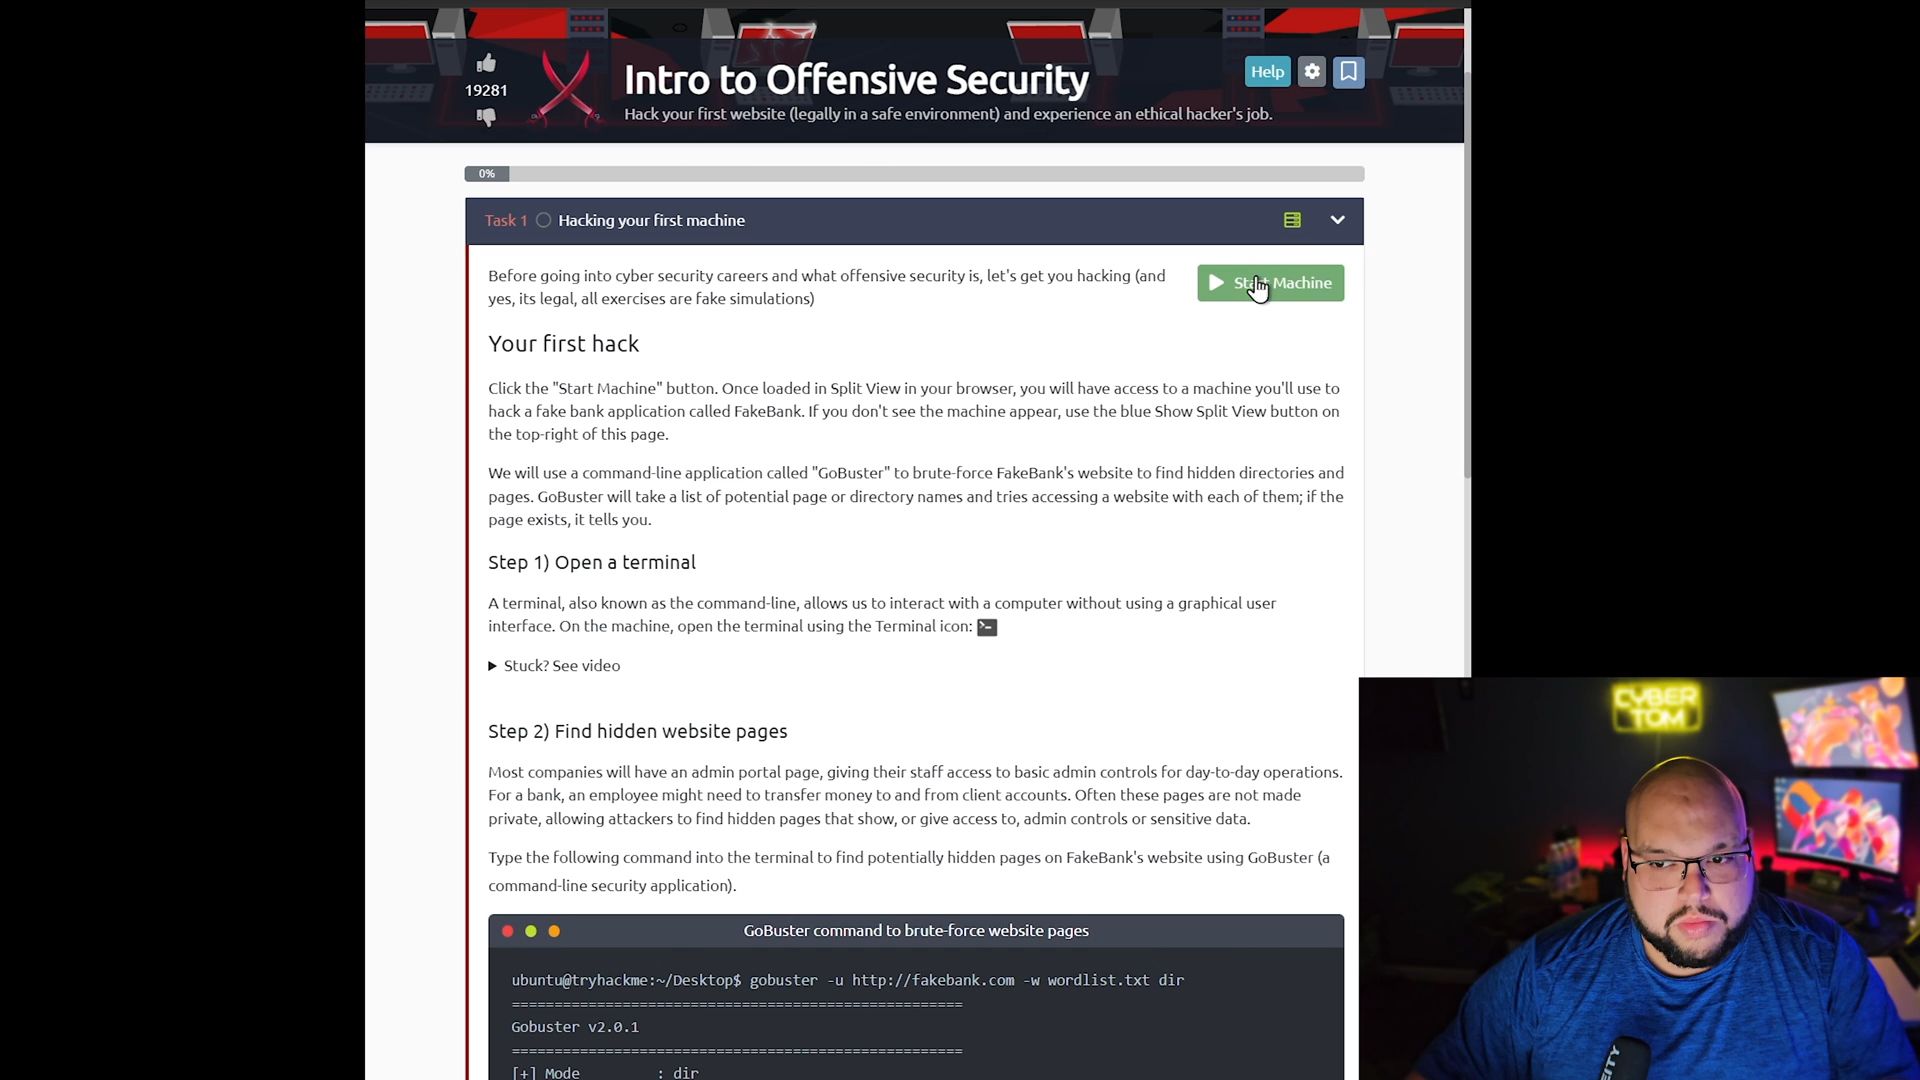 19281
Intro to Offensive Security
Hack your first website (legally in a safe environment) and experience an ethical hacker's job.
Help
0%
Task 1 Hacking your first machine
Before going into cyber security careers and what offensive security is, let's get you hacking (and
yes, its legal, all exercises are fake simulations)
Start Machine
Your first hack
Click the "Start Machine" button. Once loaded in Split View in your browser, you will have access to a machine you'll use to
hack a fake bank application called FakeBank. If you don't see the machine appear, use the blue Show Split View button on
the top-right of this page.
We will use a command-line application called "GoBuster" to brute-force FakeBank's website to find hidden directories and
pages. GoBuster will take a list of potential page or directory names and tries accessing a website with each of them; if the
page exists, it tells you.
Step 1) Open a terminal
A terminal, also known as the command-line, allows us to interact with a computer without using a graphical user
interface. On the machine, open the terminal using the Terminal icon: >_
Stuck? See video
Step 2) Find hidden website pages
Most companies will have an admin portal page, giving their staff access to basic admin controls for day-to-day operations.
For a bank, an employee might need to transfer money to and from client accounts. Often these pages are not made
private, allowing attackers to find hidden pages that show, or give access to, admin controls or sensitive data.
Type the following command into the terminal to find potentially hidden pages on FakeBank's website using GoBuster (a
command-line security application).
GoBuster command to brute-force website pages
ubuntu@tryhackme:~/Desktop$ gobuster -u http://fakebank.com -w wordlist.txt dir
=====================================================
Gobuster v2.0.1
=====================================================
[+] Mode : dir
CYBER
TOM